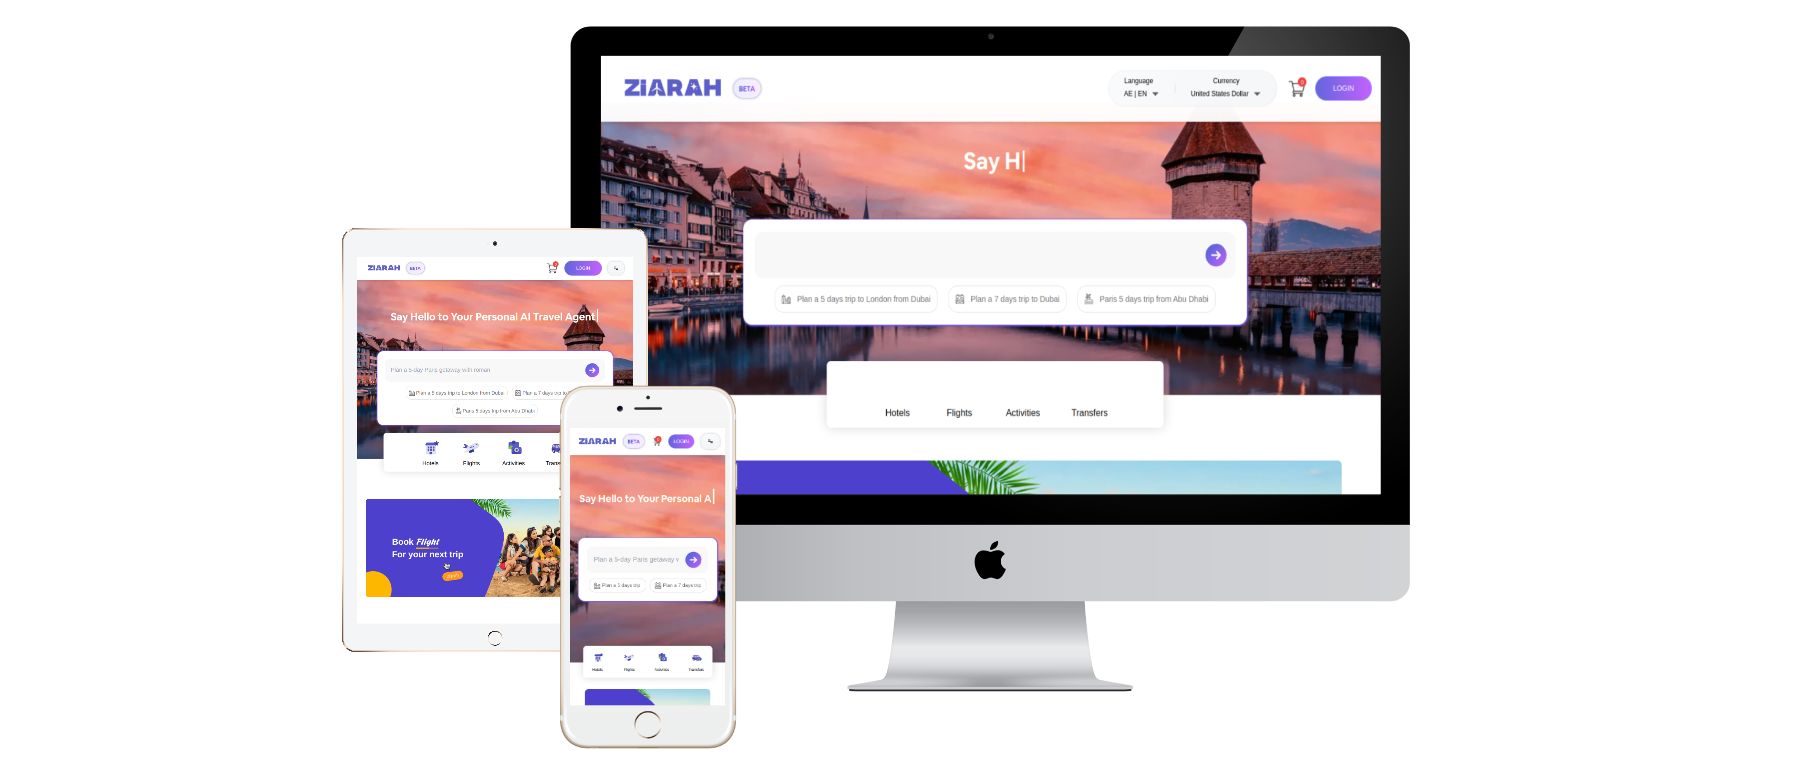 ZIARAH BETA
Language Currency
AE | EN United States Dollar
0
LOGIN
Say H
Plan a 5 days trip to London from Dubai
Plan a 7 days trip to Dubai
Paris 5 days trip from Abu Dhabi
Hotels Flights Activities Transfers
ZIARAH BETA
LOGIN
Say Hello to Your Personal AI Travel Agent
Plan a 5-day Paris getaway with roman
Plan a 5 days trip to London from Dubai
Plan a 7 days trip to
Paris 5 days trip from Abu Dhabi
Hotels Flights Activities Trans
Book Flight
For your next trip
ZIARAH BETA
LOGIN
Say Hello to Your Personal A
Plan a 5-day Paris getaway v
Plan a 5 days trip
Plan a 7 days trip
Hotels Flights Activities Transfers